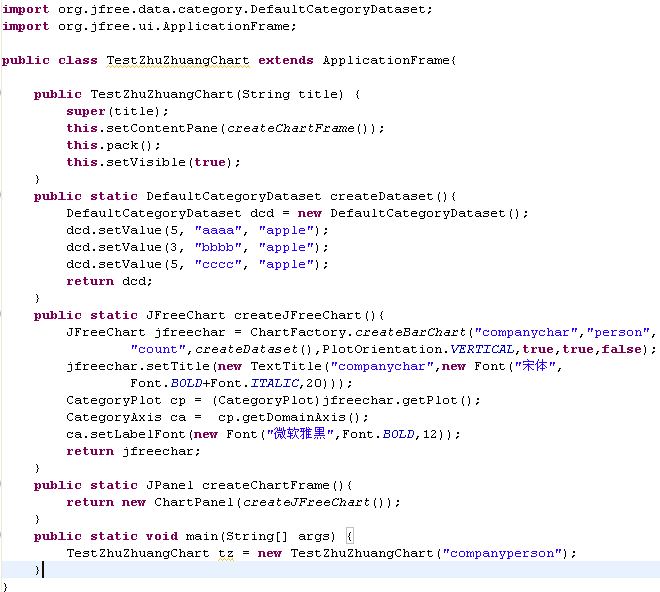 import org.jfree.data.category.DefaultCategoryDataset;
import org.jfree.ui.ApplicationFrame;
public class TestZhuZhuangChart extends ApplicationFrame{
public TestZhuZhuangChart(String title) {
super(title);
this.setContentPane(createChartFrame());
this.pack();
this.setVisible(true);
}
public static DefaultCategoryDataset createDataset(){
DefaultCategoryDataset dcd = new DefaultCategoryDataset();
dcd.setValue(5, "aaaa", "apple");
dcd.setValue(3, "bbbb", "apple");
dcd.setValue(5, "cccc", "apple");
return dcd;
}
public static JFreeChart createJFreeChart(){
JFreeChart jfreechar = ChartFactory.createBarChart("companychar","person",
"count",createDataset(),PlotOrientation.VERTICAL,true,true,false);
jfreechar.setTitle(new TextTitle("companychar",new Font("宋体",
Font.BOLD+Font.ITALIC,20)));
CategoryPlot cp = (CategoryPlot)jfreechar.getPlot();
CategoryAxis ca =  cp.getDomainAxis();
ca.setLabelFont(new Font("微软雅黑",Font.BOLD,12));
return jfreechar;
}
public static JPanel createChartFrame(){
return new ChartPanel(createJFreeChart());
}
public static void main(String[] args) {
TestZhuZhuangChart tz = new TestZhuZhuangChart("companyperson");
}
}